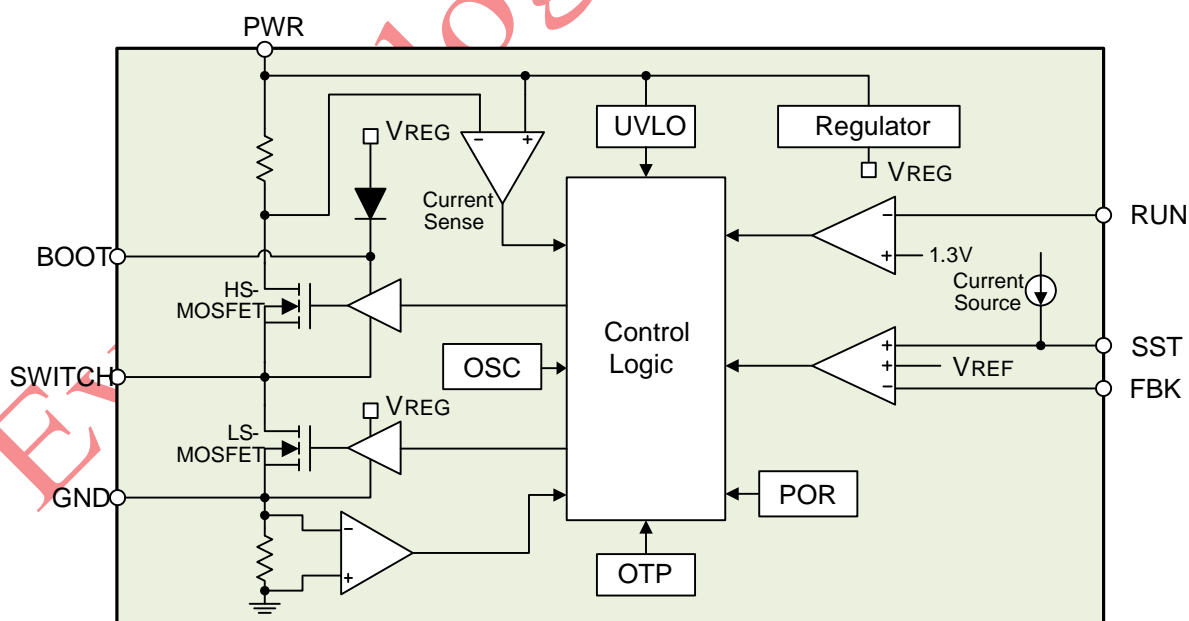 PWR
VREG
UVLO
Regulator
VREG
- +
Current
Sense
RUN
-
+ 1.3V
BOOT
Current
Source
HS-
MOSFET
Control
Logic
SST
+
+ VREF
-
FBK
OSC
SWITCH
VREG
LS-
MOSFET
GND
POR
-
+
OTP